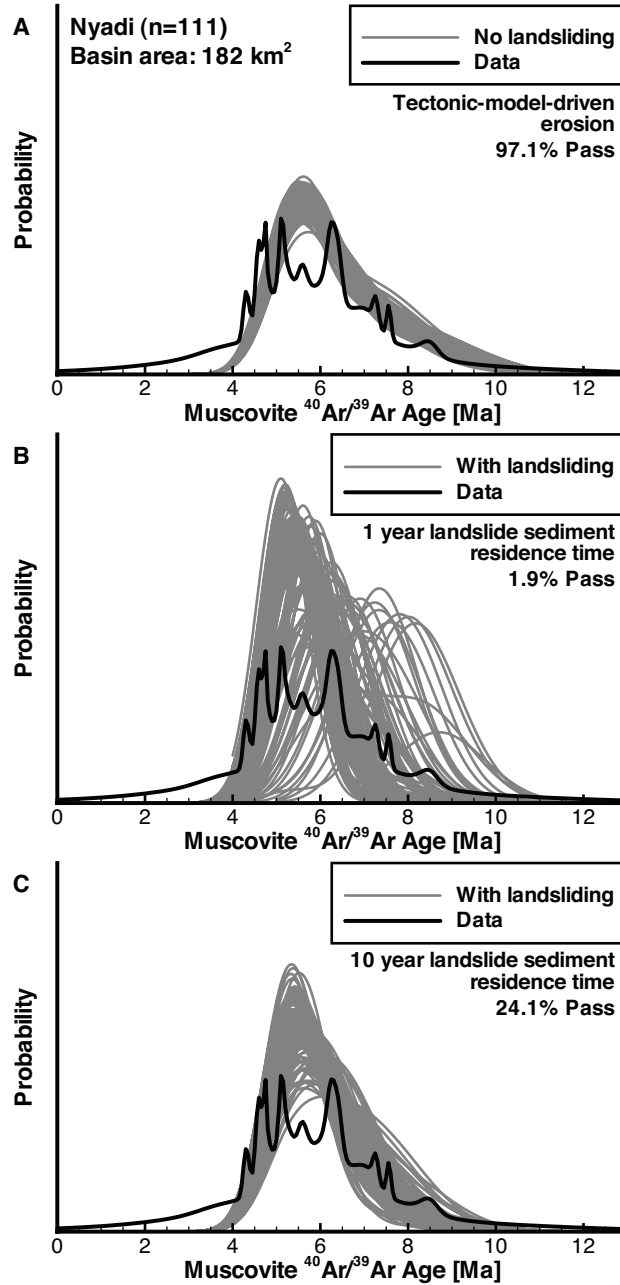 A
Nyadi (n=111)
Basin area: 182 km²
No landsliding
Data
Tectonic-model-driven
erosion
97.1% Pass
Probability
0 2 4 6 8 10 12
Muscovite ⁴⁰Ar/³⁹Ar Age [Ma]
B
With landsliding
Data
1 year landslide sediment
residence time
1.9% Pass
Probability
0 2 4 6 8 10 12
Muscovite ⁴⁰Ar/³⁹Ar Age [Ma]
C
With landsliding
Data
10 year landslide sediment
residence time
24.1% Pass
Probability
0 2 4 6 8 10 12
Muscovite ⁴⁰Ar/³⁹Ar Age [Ma]